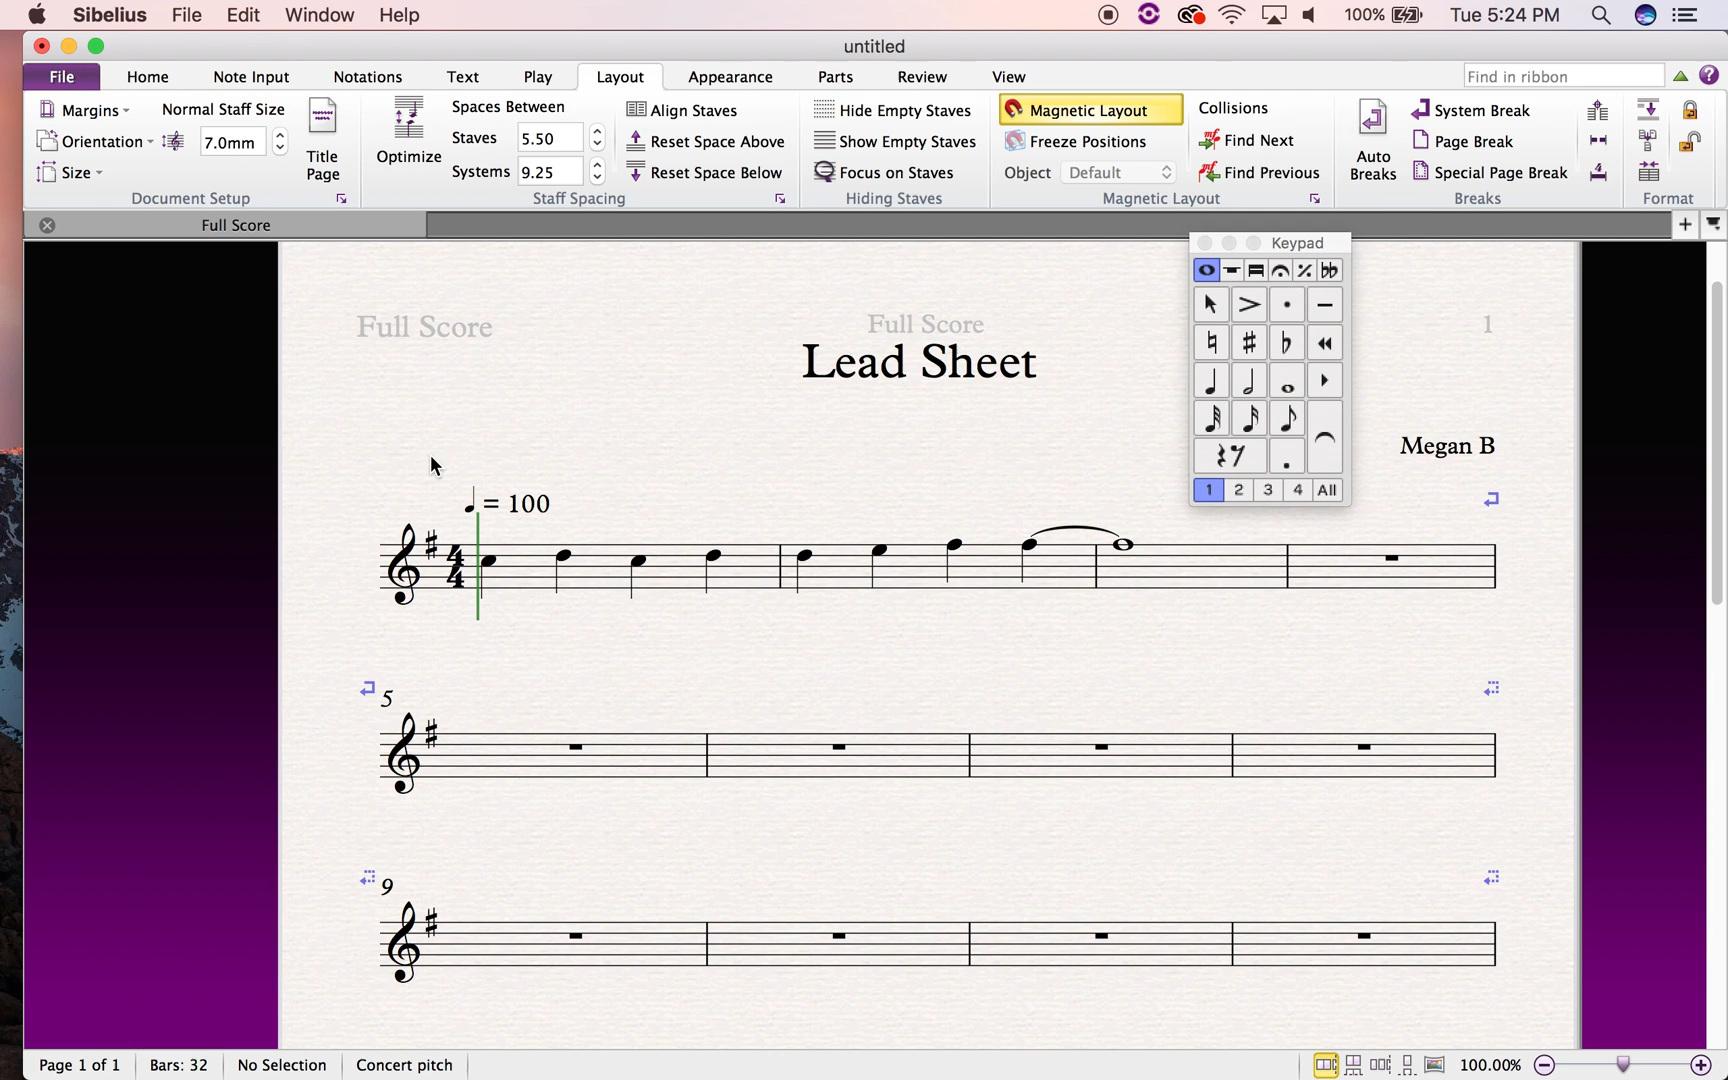 Sibelius File Edit Window Help 100% Tue 5:24 PM
untitled
File Home Note Input Notations Text Play Layout Appearance Parts Review View Find in ribbon ?
Margins Normal Staff Size Spaces Between Align Staves Hide Empty Staves Magnetic Layout Collisions System Break
Orientation 7.0mm Staves 5.50 Reset Space Above Show Empty Staves Freeze Positions Find Next Page Break
Size Title Page Optimize Systems 9.25 Reset Space Below Focus on Staves Object Default Find Previous Auto Breaks Special Page Break
Document Setup Staff Spacing Hiding Staves Magnetic Layout Breaks Format
Full Score
Keypad
Full Score Full Score 1
Lead Sheet
Megan B
1 2 3 4 All
= 100
4
4
5
9
Page 1 of 1 Bars: 32 No Selection Concert pitch 100.00%